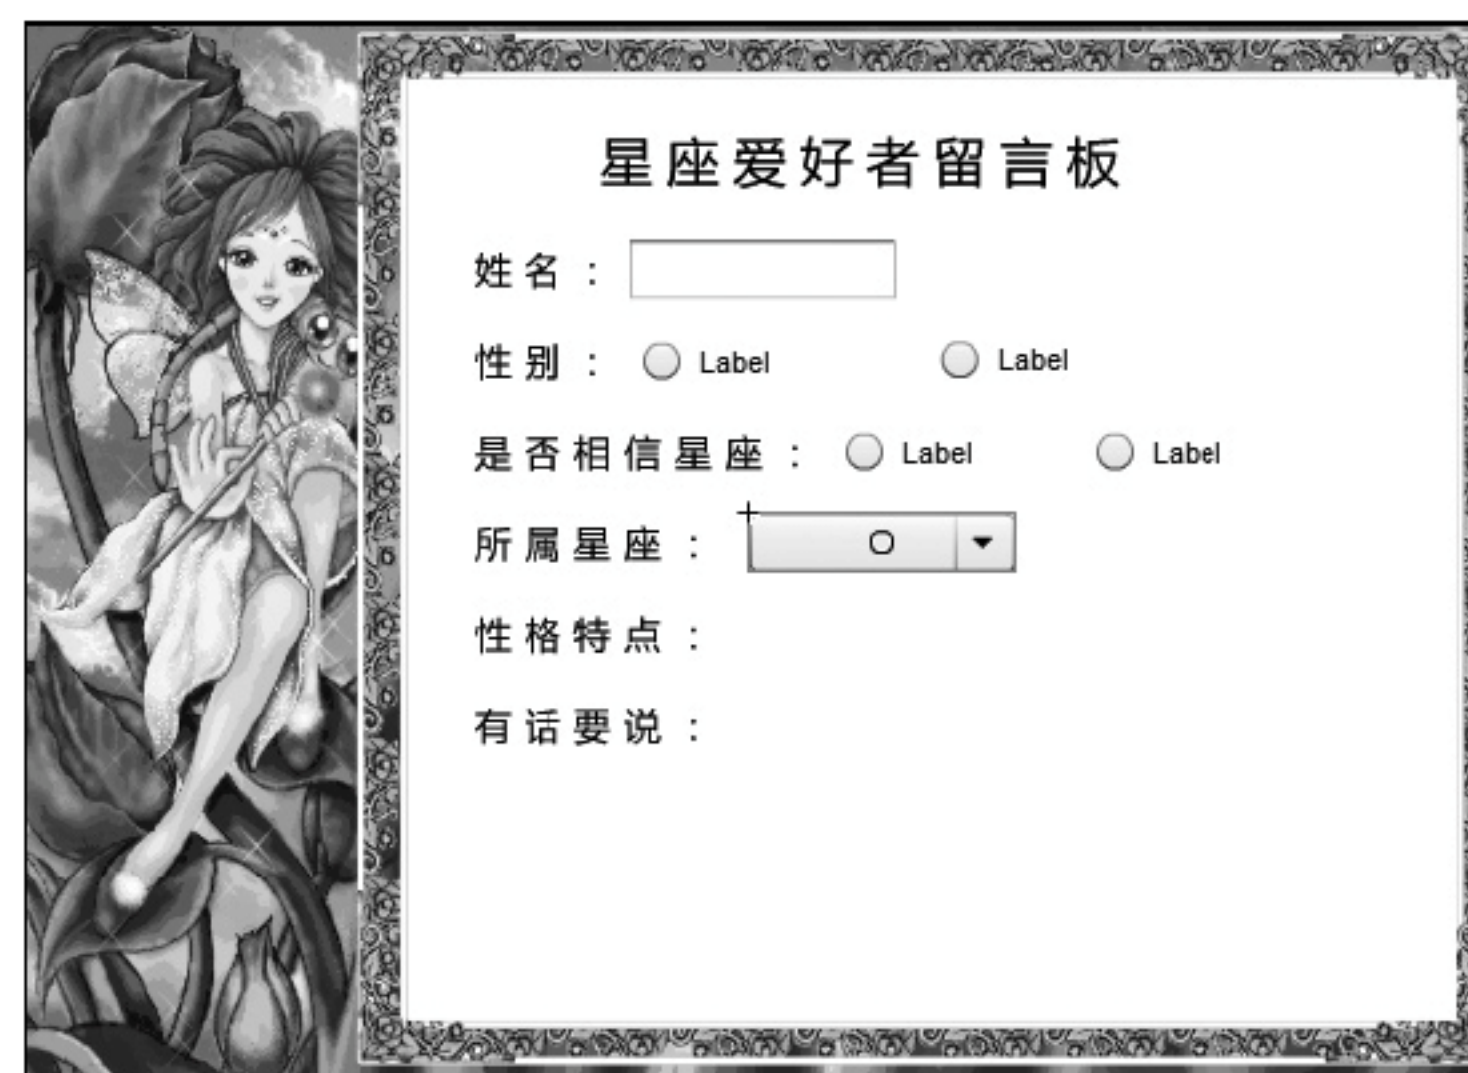 星座爱好者留言板
姓名：
性别： Label Label
是否相信星座： Label Label
所属星座：
性格特点：
有话要说：